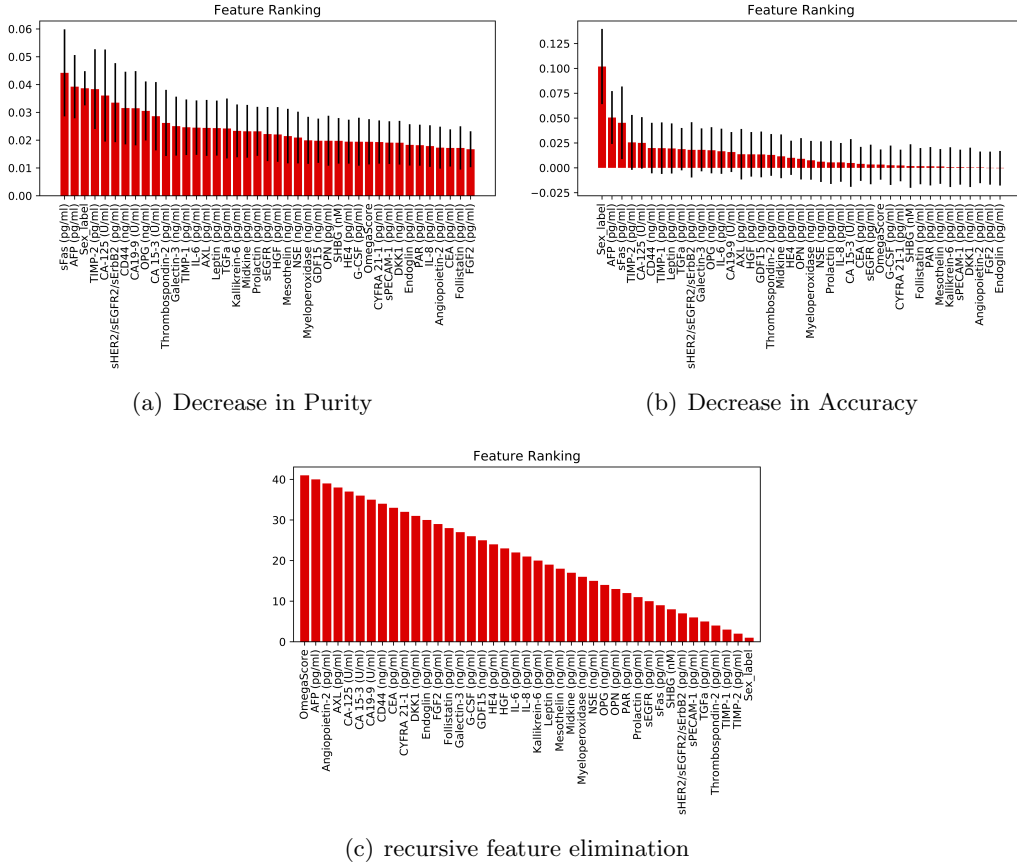 Feature Ranking
0.06
0.05
0.04
0.03
0.02
0.01
0.00
sFas (pg/ml)
AFP (pg/ml)
Sex_label
TIMP-2 (pg/ml)
CA-125 (U/ml)
sHER2/sEGFR2/sErbB2 (pg/ml)
CD44 (ng/ml)
CA19-9 (U/ml)
OPG (ng/ml)
CA 15-3 (U/ml)
Thrombospondin-2 (pg/ml)
Galectin-3 (ng/ml)
TIMP-1 (pg/ml)
IL-6 (pg/ml)
AXL (pg/ml)
Leptin (pg/ml)
TGFa (pg/ml)
Kallikrein-6 (pg/ml)
Midkine (pg/ml)
Prolactin (pg/ml)
sEGFR (pg/ml)
HGF (pg/ml)
Mesothelin (pg/ml)
NSE (ng/ml)
Myeloperoxidase (ng/ml)
GDF15 (ng/ml)
OPN (pg/ml)
SHBG (nM)
HE4 (pg/ml)
G-CSF (pg/ml)
OmegaScore
CYFRA 21-1 (pg/ml)
sPECAM-1 (pg/ml)
DKK1 (ng/ml)
Endoglin (pg/ml)
PAR (pg/ml)
IL-8 (pg/ml)
Angiopoietin-2 (pg/ml)
CEA (pg/ml)
Follistatin (pg/ml)
FGF2 (pg/ml)
(a) Decrease in Purity
Feature Ranking
0.125
0.100
0.075
0.050
0.025
0.000
−0.025
Sex_label
AFP (pg/ml)
sFas (pg/ml)
TIMP-2 (pg/ml)
CA-125 (U/ml)
CD44 (ng/ml)
TIMP-1 (pg/ml)
Leptin (pg/ml)
TGFa (pg/ml)
sHER2/sEGFR2/sErbB2 (pg/ml)
Galectin-3 (ng/ml)
OPG (ng/ml)
IL-6 (pg/ml)
CA19-9 (U/ml)
AXL (pg/ml)
HGF (pg/ml)
GDF15 (ng/ml)
Thrombospondin-2 (pg/ml)
Midkine (pg/ml)
HE4 (pg/ml)
OPN (pg/ml)
Myeloperoxidase (ng/ml)
NSE (ng/ml)
Prolactin (pg/ml)
IL-8 (pg/ml)
CA 15-3 (U/ml)
CEA (pg/ml)
sEGFR (pg/ml)
OmegaScore
G-CSF (pg/ml)
CYFRA 21-1 (pg/ml)
SHBG (nM)
Follistatin (pg/ml)
PAR (pg/ml)
Mesothelin (pg/ml)
Kallikrein-6 (pg/ml)
sPECAM-1 (pg/ml)
DKK1 (ng/ml)
Angiopoietin-2 (pg/ml)
FGF2 (pg/ml)
Endoglin (pg/ml)
(b) Decrease in Accuracy
Feature Ranking
40
30
20
10
0
OmegaScore
AFP (pg/ml)
Angiopoietin-2 (pg/ml)
AXL (pg/ml)
CA-125 (U/ml)
CA 15-3 (U/ml)
CA19-9 (U/ml)
CD44 (ng/ml)
CEA (pg/ml)
CYFRA 21-1 (pg/ml)
DKK1 (ng/ml)
Endoglin (pg/ml)
FGF2 (pg/ml)
Follistatin (pg/ml)
Galectin-3 (ng/ml)
G-CSF (pg/ml)
GDF15 (ng/ml)
HE4 (pg/ml)
HGF (pg/ml)
IL-6 (pg/ml)
IL-8 (pg/ml)
Kallikrein-6 (pg/ml)
Leptin (pg/ml)
Mesothelin (pg/ml)
Midkine (pg/ml)
Myeloperoxidase (ng/ml)
NSE (ng/ml)
OPG (ng/ml)
OPN (pg/ml)
PAR (pg/ml)
Prolactin (pg/ml)
sEGFR (pg/ml)
sFas (pg/ml)
SHBG (nM)
sHER2/sEGFR2/sErbB2 (pg/ml)
sPECAM-1 (pg/ml)
TGFa (pg/ml)
Thrombospondin-2 (pg/ml)
TIMP-1 (pg/ml)
TIMP-2 (pg/ml)
Sex_label
(c) recursive feature elimination